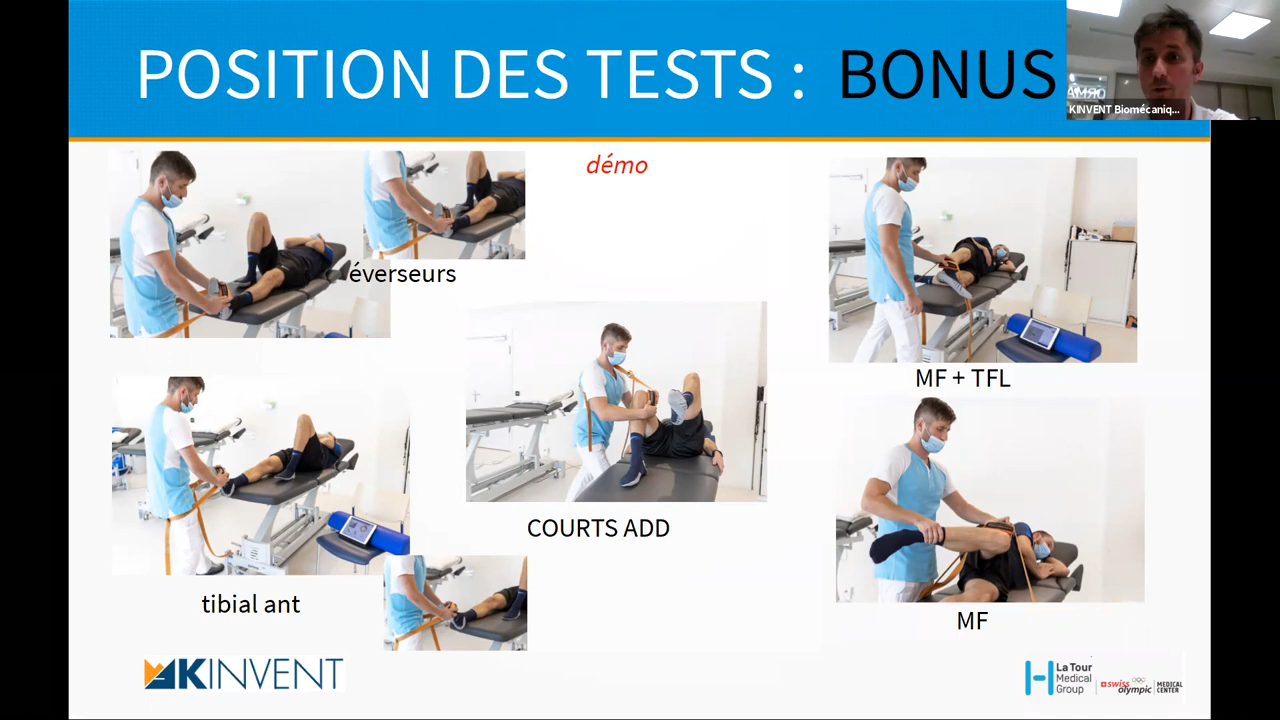 POSITION DES TESTS : BONUS
KINVENT Biomécaniq...
démo
éverseurs
MF + TFL
COURTS ADD
tibial ant
MF
KINVENT
La Tour
Medical
Group
swiss
olympic
MEDICAL
CENTER